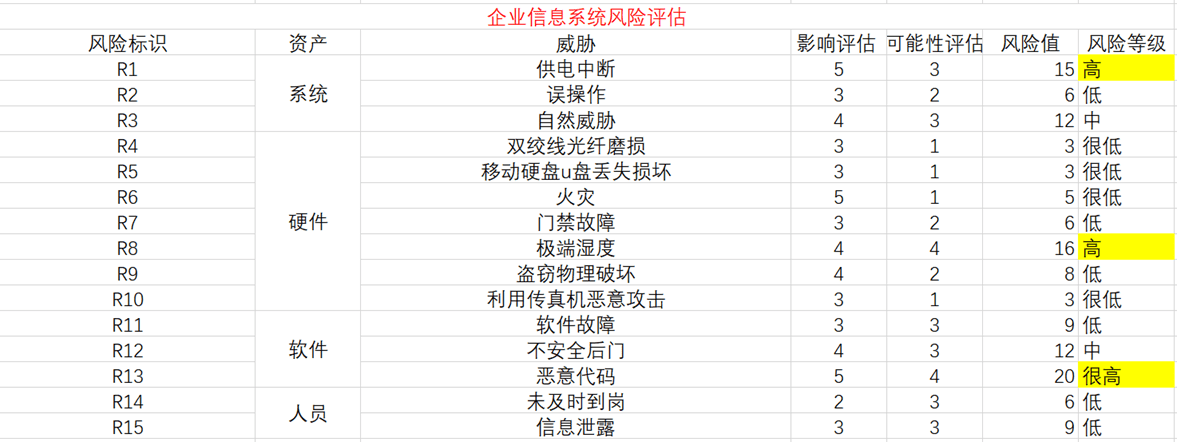 企业信息系统风险评估
风险标识 资产 威胁 影响评估 可能性评估 风险值 风险等级
R1 系统 供电中断 5 3 15 高
R2 误操作 3 2 6 低
R3 自然威胁 4 3 12 中
R4 硬件 双绞线光纤磨损 3 1 3 很低
R5 移动硬盘u盘丢失损坏 3 1 3 很低
R6 火灾 5 1 5 很低
R7 门禁故障 3 2 6 低
R8 极端湿度 4 4 16 高
R9 盗窃物理破坏 4 2 8 低
R10 利用传真机恶意攻击 3 1 3 很低
R11 软件 软件故障 3 3 9 低
R12 不安全后门 4 3 12 中
R13 恶意代码 5 4 20 很高
R14 人员 未及时到岗 2 3 6 低
R15 信息泄露 3 3 9 低